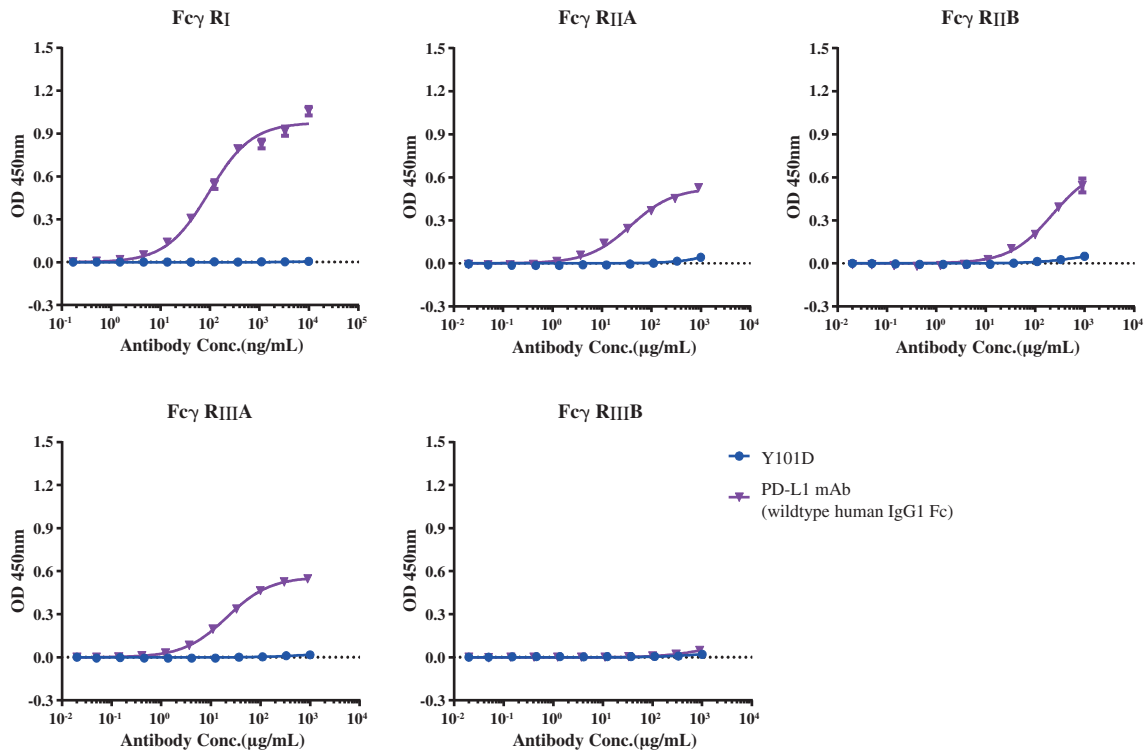 Fcγ RI
Fcγ RIIA
Fcγ RIIB
1.5
1.2
0.9
0.6
0.3
0.0
-0.3
OD 450nm
10⁻¹ 10⁰ 10¹ 10² 10³ 10⁴ 10⁵
Antibody Conc.(ng/mL)
1.5
1.2
0.9
0.6
0.3
0.0
-0.3
OD 450nm
10⁻² 10⁻¹ 10⁰ 10¹ 10² 10³ 10⁴
Antibody Conc.(μg/mL)
1.5
1.2
0.9
0.6
0.3
0.0
-0.3
OD 450nm
10⁻² 10⁻¹ 10⁰ 10¹ 10² 10³ 10⁴
Antibody Conc.(μg/mL)
Fcγ RIIIA
Fcγ RIIIB
1.5
1.2
0.9
0.6
0.3
0.0
-0.3
OD 450nm
10⁻² 10⁻¹ 10⁰ 10¹ 10² 10³ 10⁴
Antibody Conc.(μg/mL)
1.5
1.2
0.9
0.6
0.3
0.0
-0.3
OD 450nm
10⁻² 10⁻¹ 10⁰ 10¹ 10² 10³ 10⁴
Antibody Conc.(μg/mL)
Y101D
PD-L1 mAb
(wildtype human IgG1 Fc)